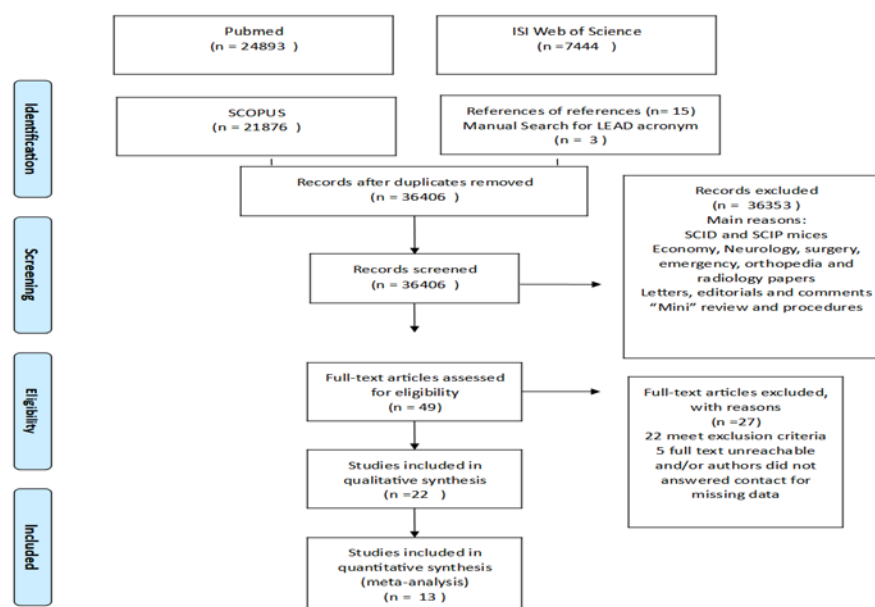 Pubmed
(n = 24893 )
ISI Web of Science
(n =7444 )
Identification
SCOPUS
(n = 21876 )
References of references (n= 15)
Manual Search for LEAD acronym
(n = 3 )
Records after duplicates removed
(n = 36406 )
Screening
Records screened
(n = 36406 )
Records excluded
(n = 36353 )
Main reasons:
SCID and SCIP mices
Economy, Neurology, surgery,
emergency, orthopedia and
radiology papers
Letters, editorials and comments
“Mini” review and procedures
Eligibility
Full-text articles assessed
for eligibility
(n = 49)
Full-text articles excluded,
with reasons
(n =27)
22 meet exclusion criteria
5 full text unreachable
and/or authors did not
answered contact for
missing data
Studies included in
qualitative synthesis
(n =22 )
Included
Studies included in
quantitative synthesis
(meta-analysis)
(n = 13 )